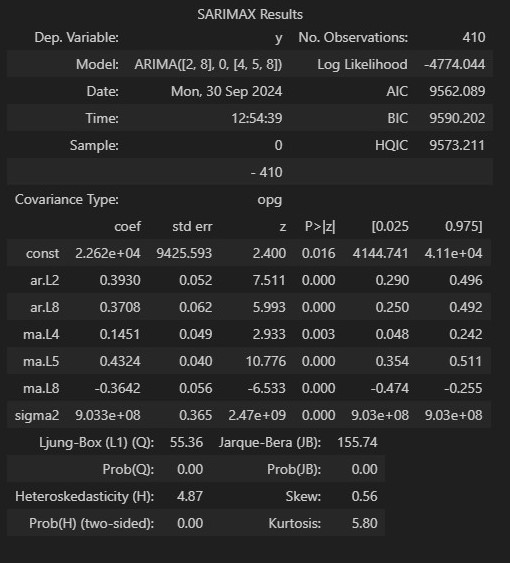 SARIMAX Results
Dep. Variable: y No. Observations: 410
Model: ARIMA([2, 8], 0, [4, 5, 8]) Log Likelihood -4774.044
Date: Mon, 30 Sep 2024 AIC 9562.089
Time: 12:54:39 BIC 9590.202
Sample: 0 HQIC 9573.211
- 410
Covariance Type: opg
coef std err z P>|z| [0.025 0.975]
const 2.262e+04 9425.593 2.400 0.016 4144.741 4.11e+04
ar.L2 0.3930 0.052 7.511 0.000 0.290 0.496
ar.L8 0.3708 0.062 5.993 0.000 0.250 0.492
ma.L4 0.1451 0.049 2.933 0.003 0.048 0.242
ma.L5 0.4324 0.040 10.776 0.000 0.354 0.511
ma.L8 -0.3642 0.056 -6.533 0.000 -0.474 -0.255
sigma2 9.033e+08 0.365 2.47e+09 0.000 9.03e+08 9.03e+08
Ljung-Box (L1) (Q): 55.36 Jarque-Bera (JB): 155.74
Prob(Q): 0.00 Prob(JB): 0.00
Heteroskedasticity (H): 4.87 Skew: 0.56
Prob(H) (two-sided): 0.00 Kurtosis: 5.80